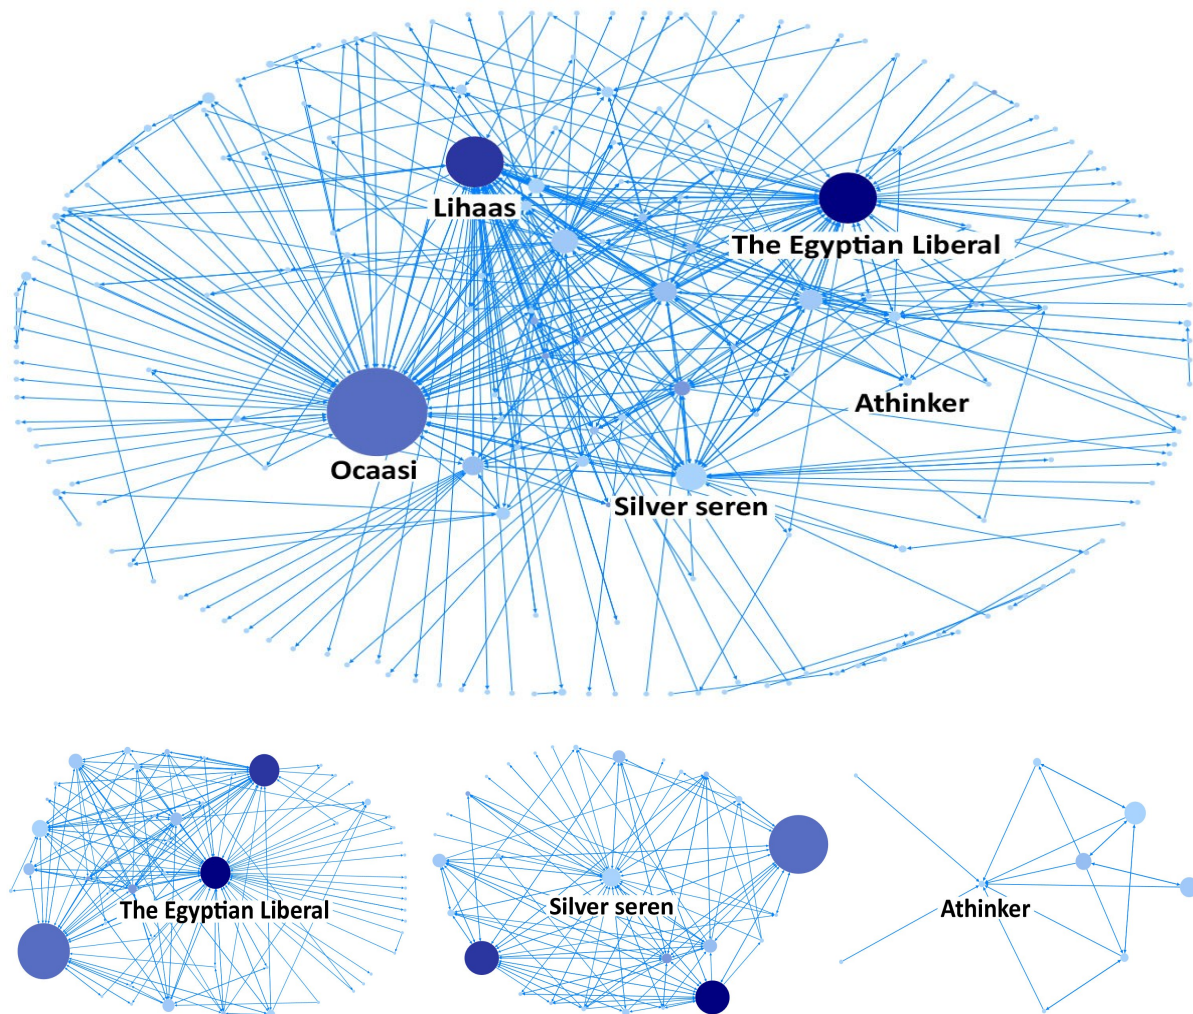 Lihaas
The Egyptian Liberal
Athinker
Ocaasi
Silver seren
The Egyptian Liberal
Silver seren
Athinker